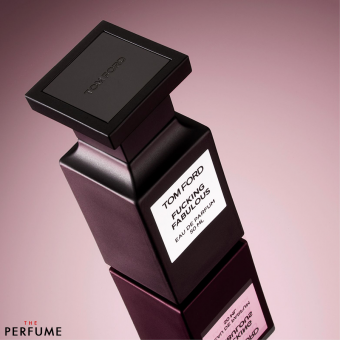 TOM FORD
TOM FORD
FUCKING
FABULOUS
EAU DE PARFUM
50 ML
THE
PERFUME